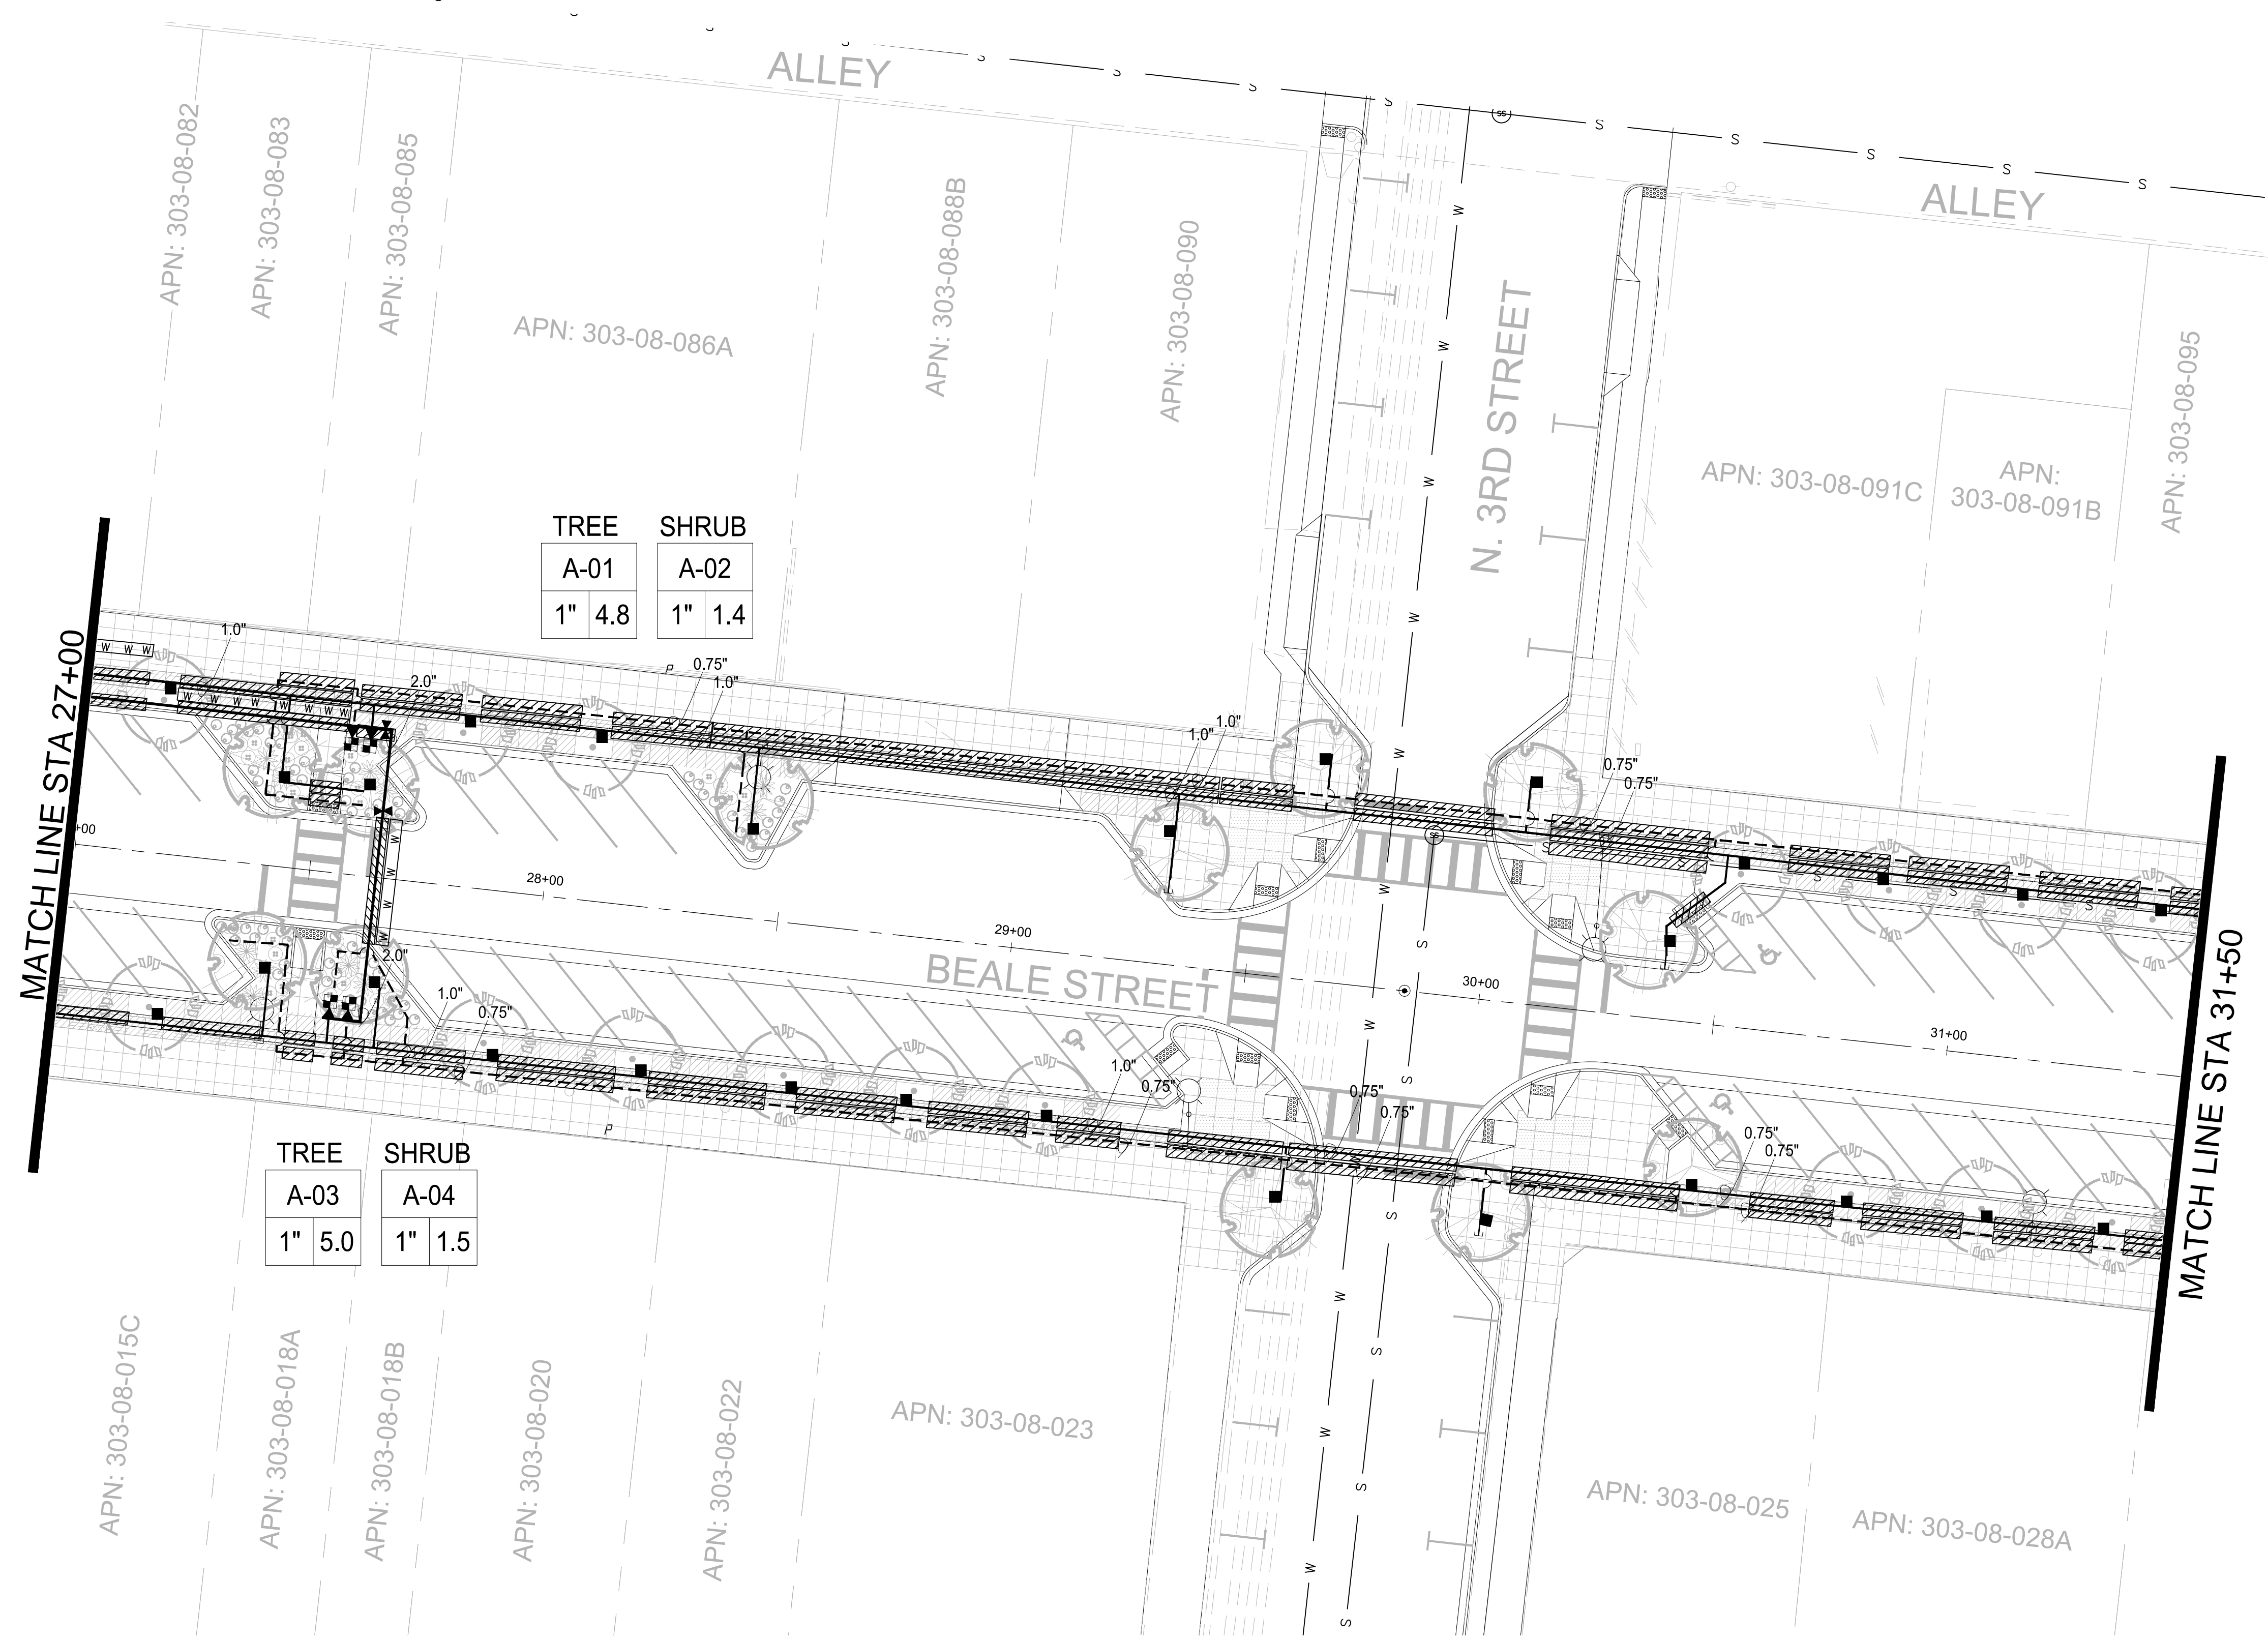 ALLEY
ALLEY
APN: 303-08-082
APN: 303-08-083
APN: 303-08-085
APN: 303-08-086A
APN: 303-08-088B
APN: 303-08-090
N. 3RD STREET
APN: 303-08-091C
APN:
303-08-091B
APN: 303-08-095
SS
TREE SHRUB
A-01 A-02
1" 4.8 1" 1.4
MATCH LINE STA 27+00
1.0"
2.0"
P
0.75"
1.0"
1.0"
1.0"
0.75"
0.75"
SS
+00
28+00
29+00
30+00
31+00
BEALE STREET
MATCH LINE STA 31+50
2.0"
1.0"
0.75"
1.0"
0.75"
0.75"
0.75"
0.75"
0.75"
P
TREE SHRUB
A-03 A-04
1" 5.0 1" 1.5
APN: 303-08-015C
APN: 303-08-018A
APN: 303-08-018B
APN: 303-08-020
APN: 303-08-022
APN: 303-08-023
APN: 303-08-025
APN: 303-08-028A
S S S S S S S S S S S S S S S
W W W W W W W W W W W W W W W